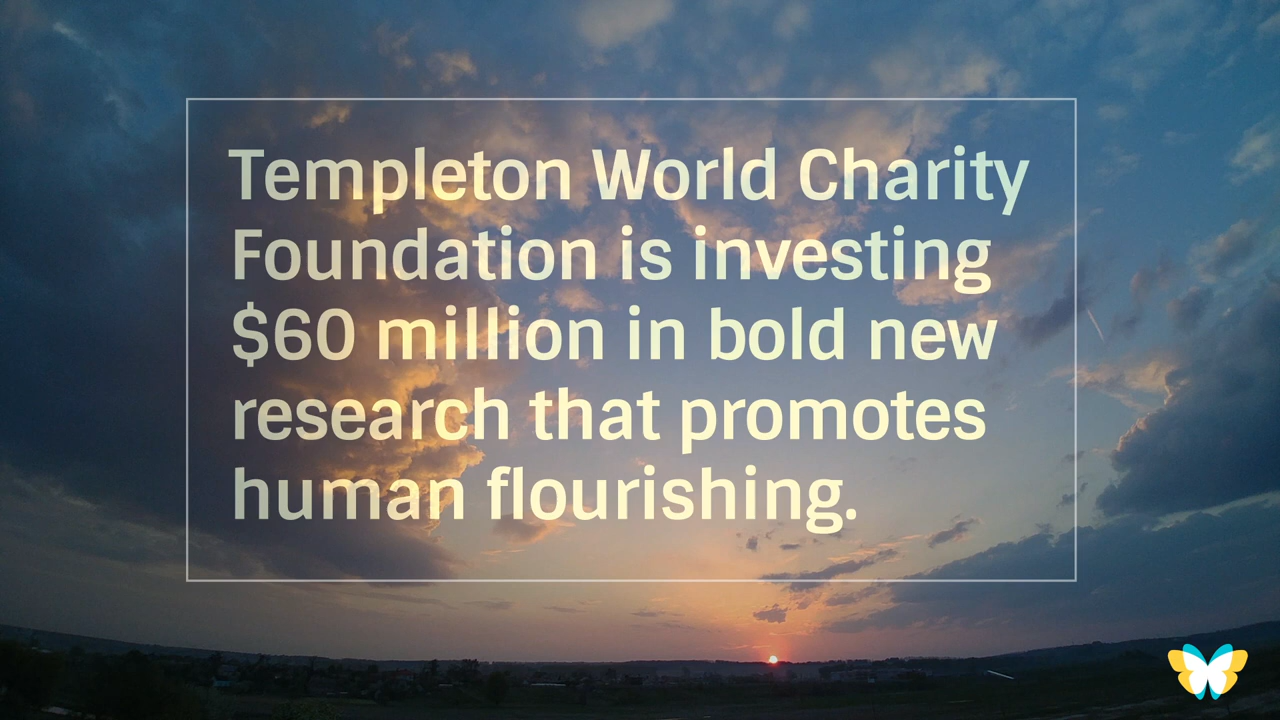 Templeton World Charity
Foundation is investing
$60 million in bold new
research that promotes
human flourishing.